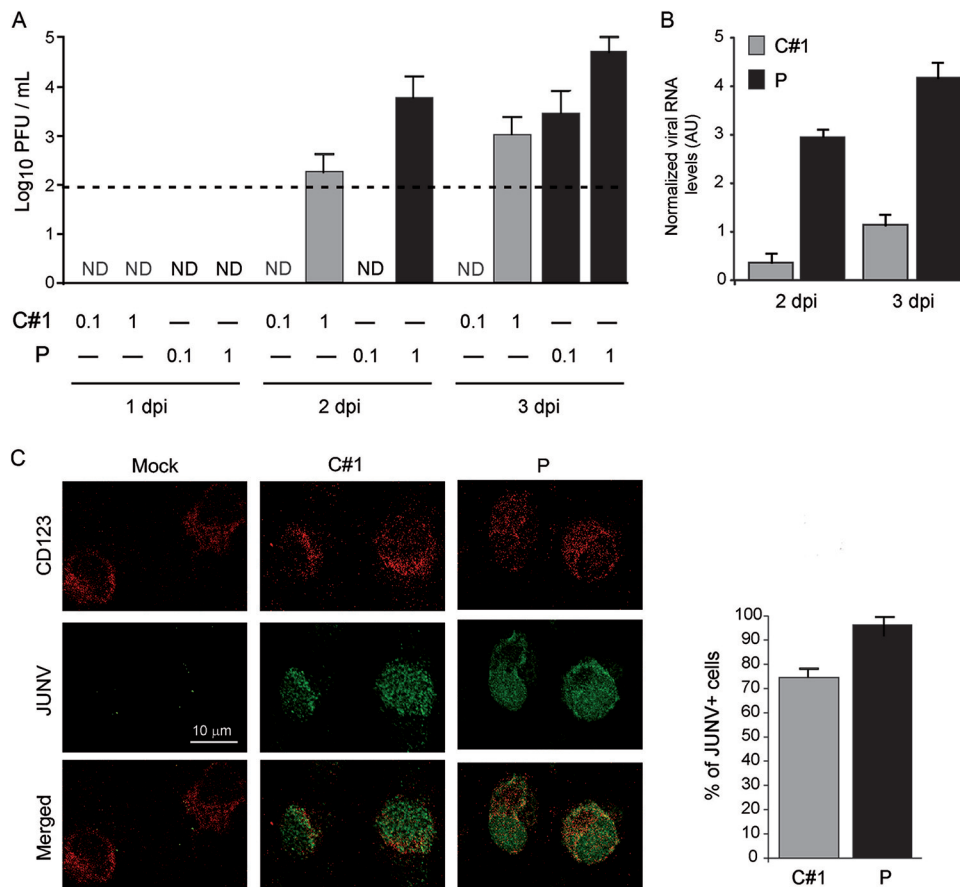 A
Log10 PFU / mL
5
4
3
2
1
0
ND ND ND ND ND ND ND
C#1 0.1 1 — — 0.1 1 — — 0.1 1 — —
P — — 0.1 1 — — 0.1 1 — — 0.1 1
1 dpi 2 dpi 3 dpi
B
C#1
P
Normalized viral RNA
levels (AU)
5
4
3
2
1
0
2 dpi 3 dpi
C
Mock C#1 P
CD123
JUNV
10 μm
Merged
% of JUNV+ cells
100
90
80
70
60
50
40
30
20
10
0
C#1 P